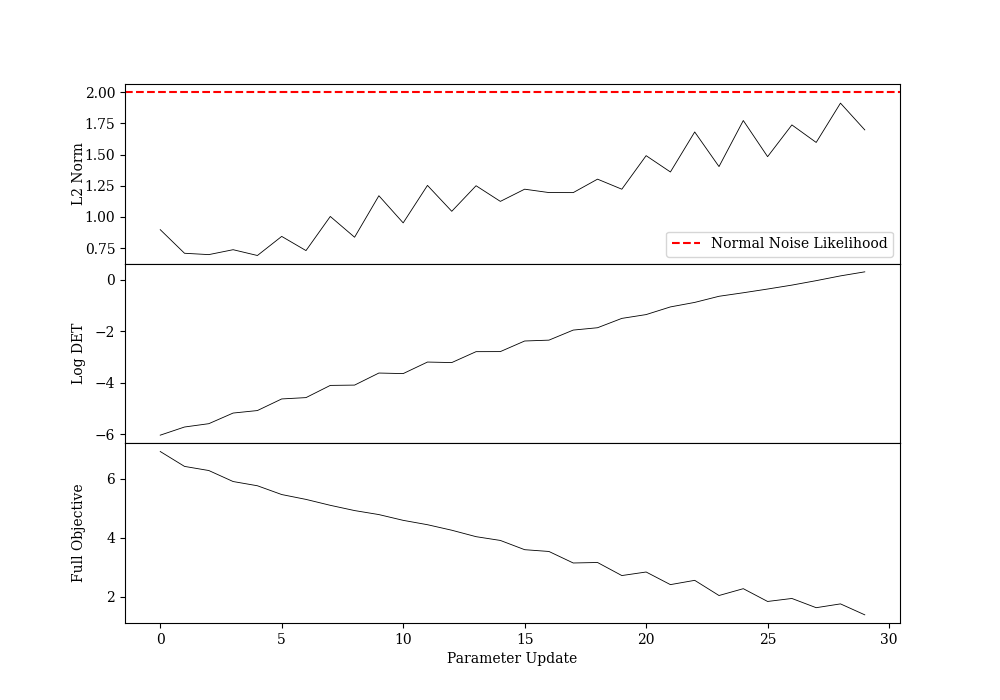 2.00
1.75
1.50
1.25
1.00
0.75
L2 Norm
Normal Noise Likelihood
0
−2
−4
−6
Log DET
6
4
2
Full Objective
0 5 10 15 20 25 30
Parameter Update